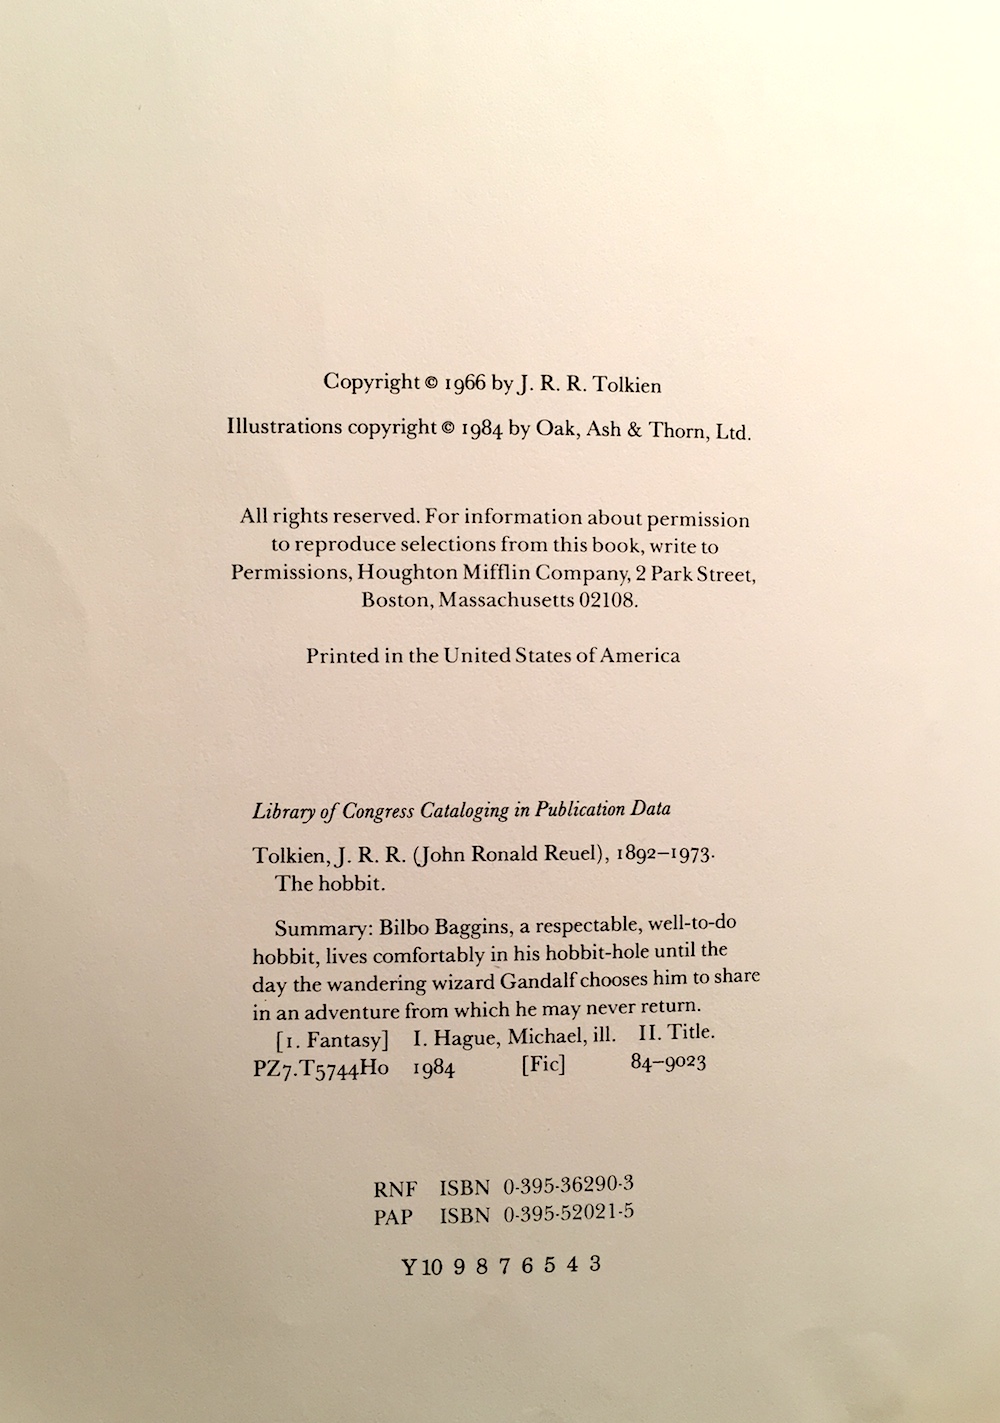 Copyright © 1966 by J. R. R. Tolkien
Illustrations copyright © 1984 by Oak, Ash & Thorn, Ltd.
All rights reserved. For information about permission
to reproduce selections from this book, write to
Permissions, Houghton Mifflin Company, 2 Park Street,
Boston, Massachusetts 02108.
Printed in the United States of America
Library of Congress Cataloging in Publication Data
Tolkien, J. R. R. (John Ronald Reuel), 1892–1973.
The hobbit.
Summary: Bilbo Baggins, a respectable, well-to-do
hobbit, lives comfortably in his hobbit-hole until the
day the wandering wizard Gandalf chooses him to share
in an adventure from which he may never return.
[1. Fantasy] I. Hague, Michael, ill. II. Title.
PZ7.T5744Ho 1984 [Fic] 84–9023
RNF ISBN 0-395-36290-3
PAP ISBN 0-395-52021-5
Y 10 9 8 7 6 5 4 3